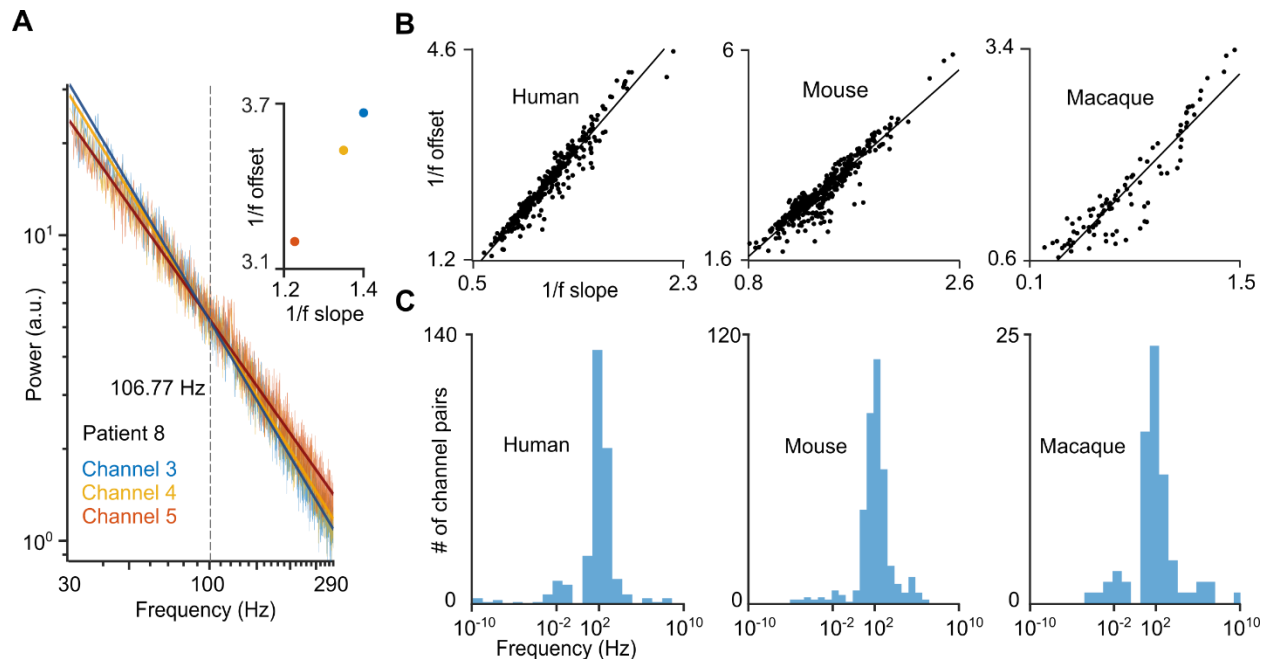 A
Power (a.u.)
10¹
10⁰
30
100
290
Frequency (Hz)
106.77 Hz
Patient 8
Channel 3
Channel 4
Channel 5
3.7
3.1
1/f offset
1.2
1.4
1/f slope
B
4.6
1.2
1/f offset
Human
0.5
2.3
1/f slope
6
1.6
Mouse
0.8
2.6
3.4
0.6
Macaque
0.1
1.5
C
140
0
# of channel pairs
Human
10⁻¹⁰
10⁻²
10²
10¹⁰
Frequency (Hz)
120
0
Mouse
10⁻¹⁰
10⁻²
10²
10¹⁰
25
0
Macaque
10⁻¹⁰
10⁻²
10²
10¹⁰